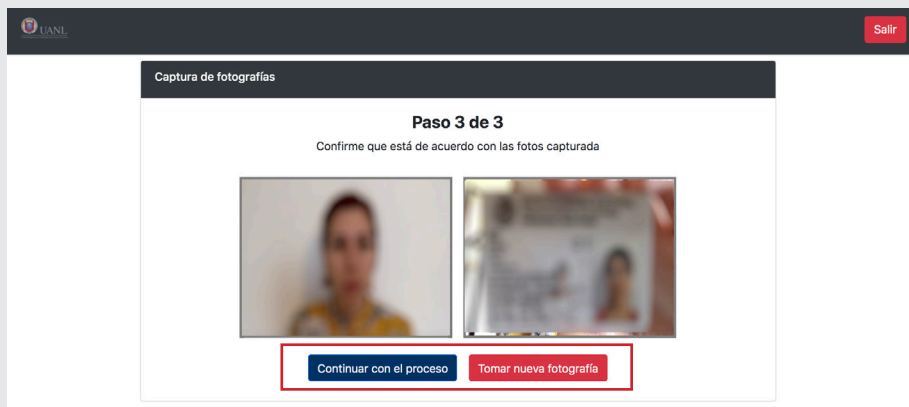 UANL
Salir
Captura de fotografías
Paso 3 de 3
Confirme que está de acuerdo con las fotos capturada
Continuar con el proceso
Tomar nueva fotografía